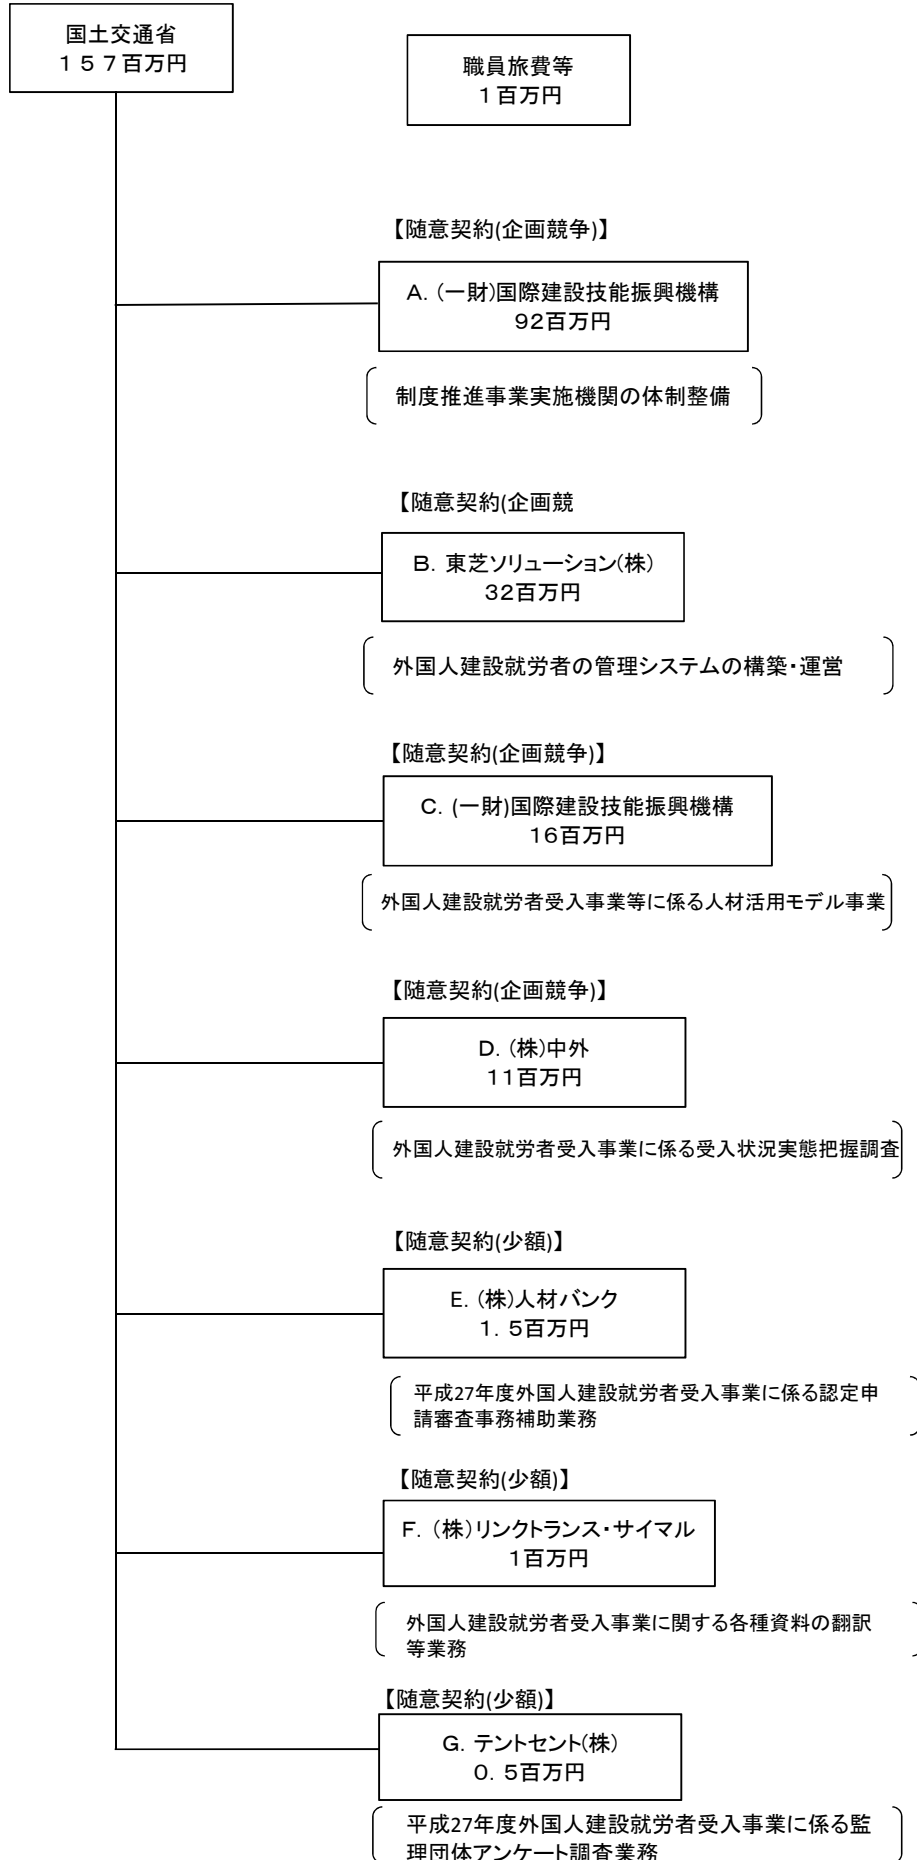 国土交通省
１５７百万円
職員旅費等
１百万円
【随意契約(企画競争)】
A. (一財)国際建設技能振興機構
９２百万円
制度推進事業実施機関の体制整備
【随意契約(企画競
B. 東芝ソリューション(株)
３２百万円
外国人建設就労者の管理システムの構築・運営
【随意契約(企画競争)】
C. (一財)国際建設技能振興機構
１６百万円
外国人建設就労者受入事業等に係る人材活用モデル事業
【随意契約(企画競争)】
D. (株)中外
１１百万円
外国人建設就労者受入事業に係る受入状況実態把握調査
【随意契約(少額)】
E. (株)人材バンク
１．５百万円
平成27年度外国人建設就労者受入事業に係る認定申
請審査事務補助業務
【随意契約(少額)】
F. (株)リンクトランス・サイマル
１百万円
外国人建設就労者受入事業に関する各種資料の翻訳
等業務
【随意契約(少額)】
G. テントセント(株)
０．５百万円
平成27年度外国人建設就労者受入事業に係る監
理団体アンケート調査業務